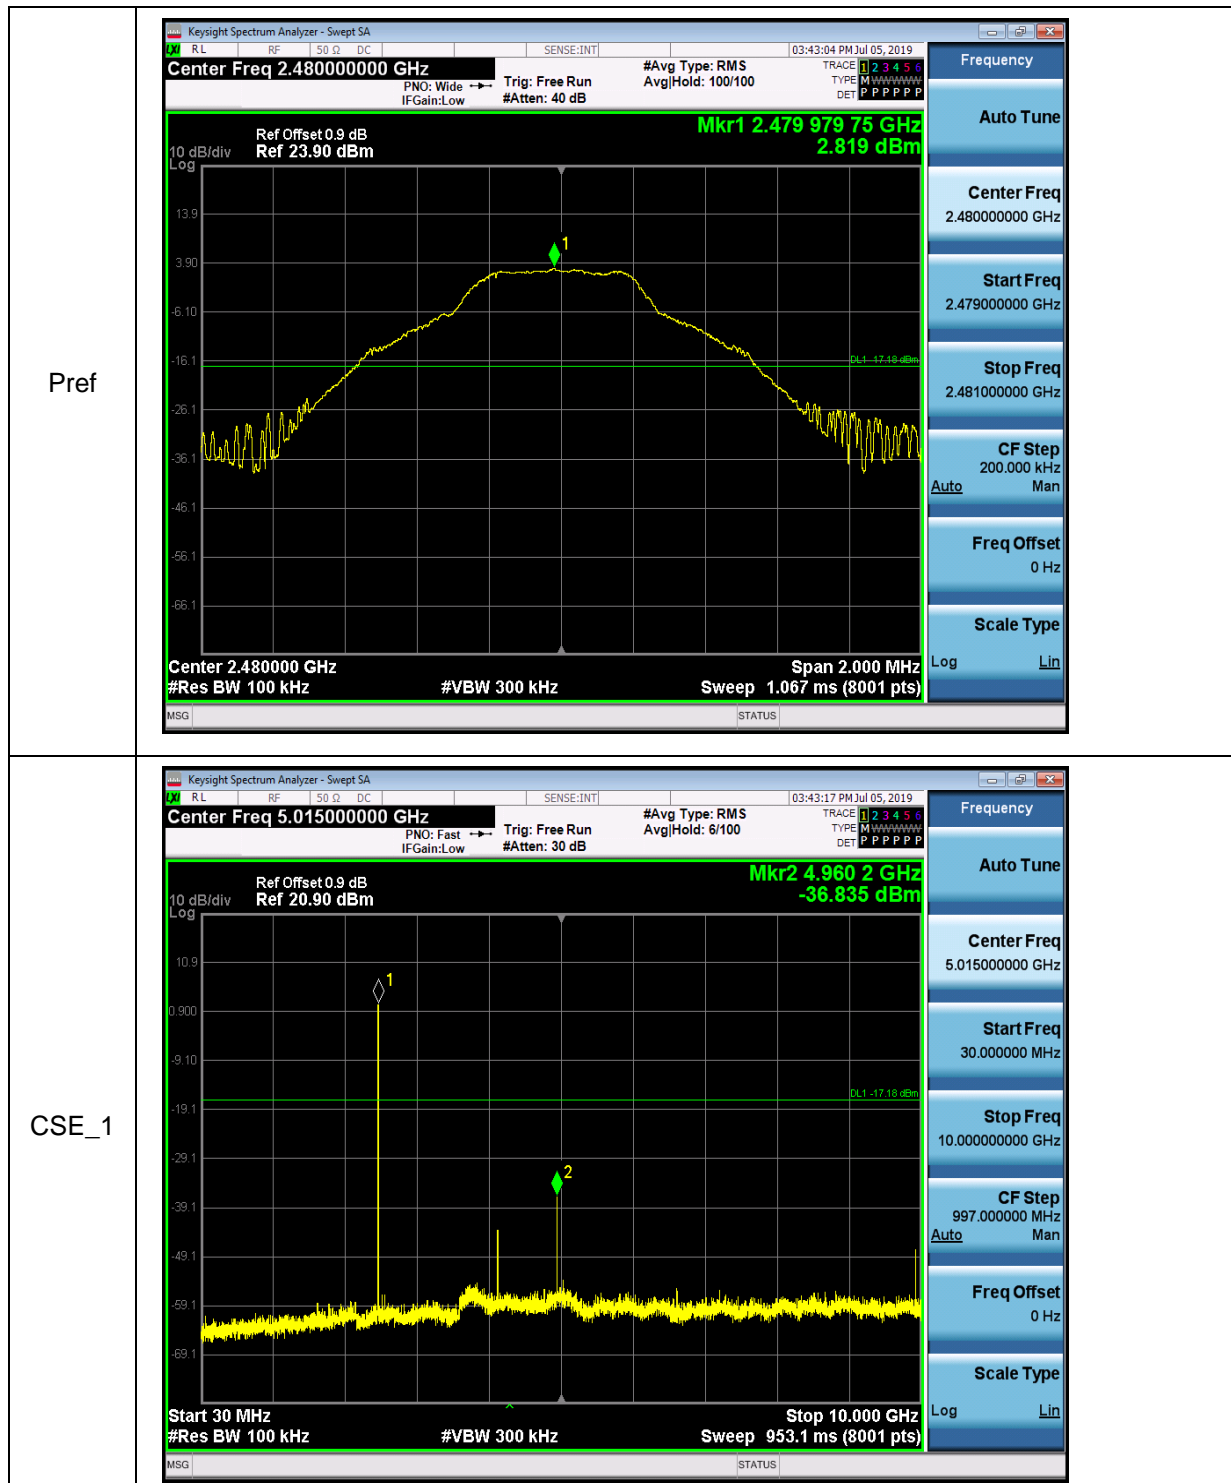 Pref
Keysight Spectrum Analyzer - Swept SA
LXI RL RF 50 Ω DC SENSE:INT 03:43:04 PM Jul 05, 2019
Center Freq 2.480000000 GHz
PNO: Wide
IFGain:Low
Trig: Free Run
#Atten: 40 dB
#Avg Type: RMS
Avg|Hold: 100/100
TRACE 1 2 3 4 5 6
TYPE M W W W W W
DET P P P P P P
Ref Offset 0.9 dB
10 dB/div Ref 23.90 dBm
Log
Mkr1 2.479 979 75 GHz
2.819 dBm
13.9
3.90
-6.10
-16.1
-26.1
-36.1
-46.1
-56.1
-66.1
1
DL1 -17.18 dBm
Center 2.480000 GHz Span 2.000 MHz
#Res BW 100 kHz #VBW 300 kHz Sweep 1.067 ms (8001 pts)
MSG STATUS
Frequency
Auto Tune
Center Freq
2.480000000 GHz
Start Freq
2.479000000 GHz
Stop Freq
2.481000000 GHz
CF Step
200.000 kHz
Auto Man
Freq Offset
0 Hz
Scale Type
Log Lin
CSE_1
Keysight Spectrum Analyzer - Swept SA
LXI RL RF 50 Ω DC SENSE:INT 03:43:17 PM Jul 05, 2019
Center Freq 5.015000000 GHz
PNO: Fast
IFGain:Low
Trig: Free Run
#Atten: 30 dB
#Avg Type: RMS
Avg|Hold: 6/100
TRACE 1 2 3 4 5 6
TYPE M W W W W W
DET P P P P P P
Ref Offset 0.9 dB
10 dB/div Ref 20.90 dBm
Log
Mkr2 4.960 2 GHz
-36.835 dBm
10.9
0.900
-9.10
-19.1
-29.1
-39.1
-49.1
-59.1
-69.1
1
DL1 -17.18 dBm
2
Start 30 MHz Stop 10.000 GHz
#Res BW 100 kHz #VBW 300 kHz Sweep 953.1 ms (8001 pts)
MSG STATUS
Frequency
Auto Tune
Center Freq
5.015000000 GHz
Start Freq
30.000000 MHz
Stop Freq
10.000000000 GHz
CF Step
997.000000 MHz
Auto Man
Freq Offset
0 Hz
Scale Type
Log Lin